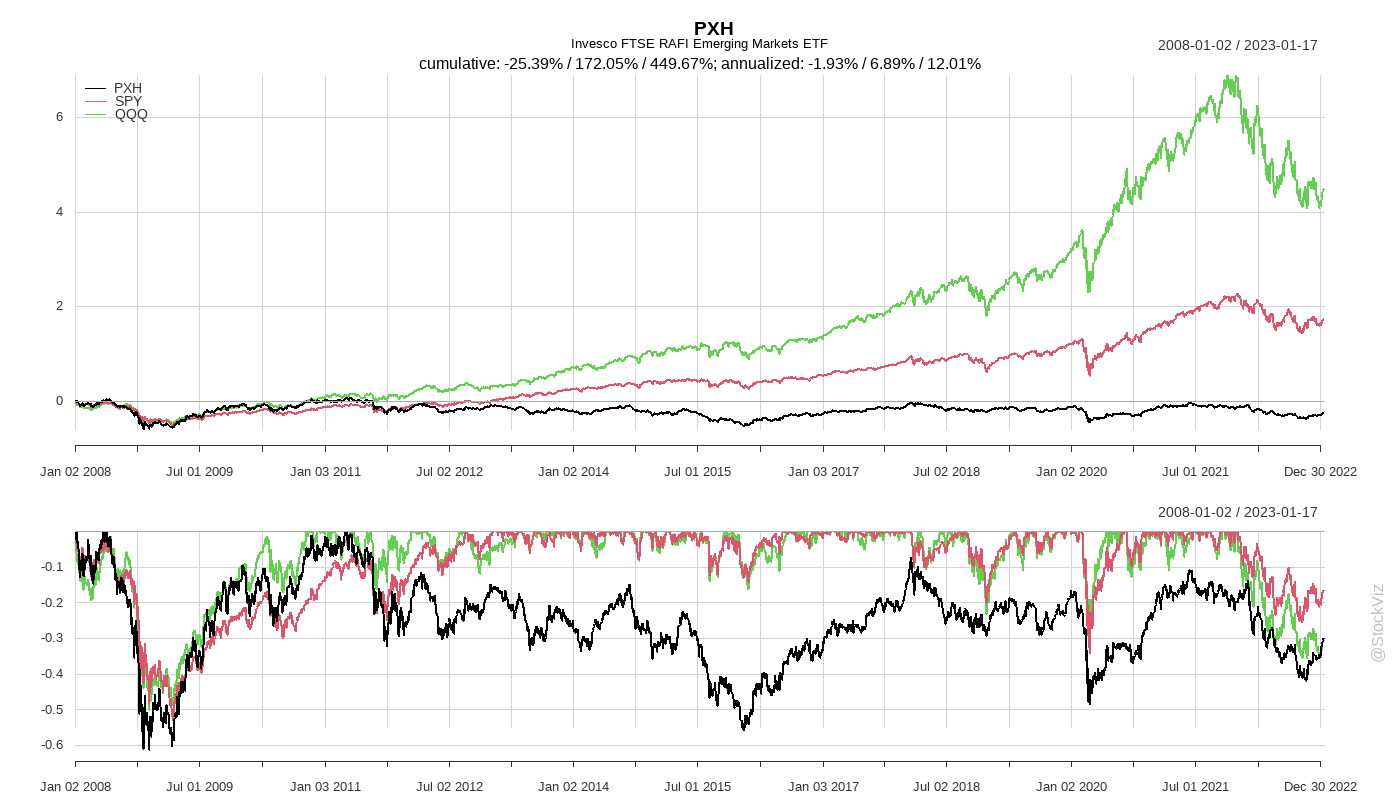 PXH
Invesco FTSE RAFI Emerging Markets ETF
2008-01-02 / 2023-01-17
cumulative: -25.39% / 172.05% / 449.67%; annualized: -1.93% / 6.89% / 12.01%
PXH
SPY
QQQ
6
4
2
0
Jan 02 2008 Jul 01 2009 Jan 03 2011 Jul 02 2012 Jan 02 2014 Jul 01 2015 Jan 03 2017 Jul 02 2018 Jan 02 2020 Jul 01 2021 Dec 30 2022
2008-01-02 / 2023-01-17
-0.1
-0.2
-0.3
-0.4
-0.5
-0.6
Jan 02 2008 Jul 01 2009 Jan 03 2011 Jul 02 2012 Jan 02 2014 Jul 01 2015 Jan 03 2017 Jul 02 2018 Jan 02 2020 Jul 01 2021 Dec 30 2022
@StockViz